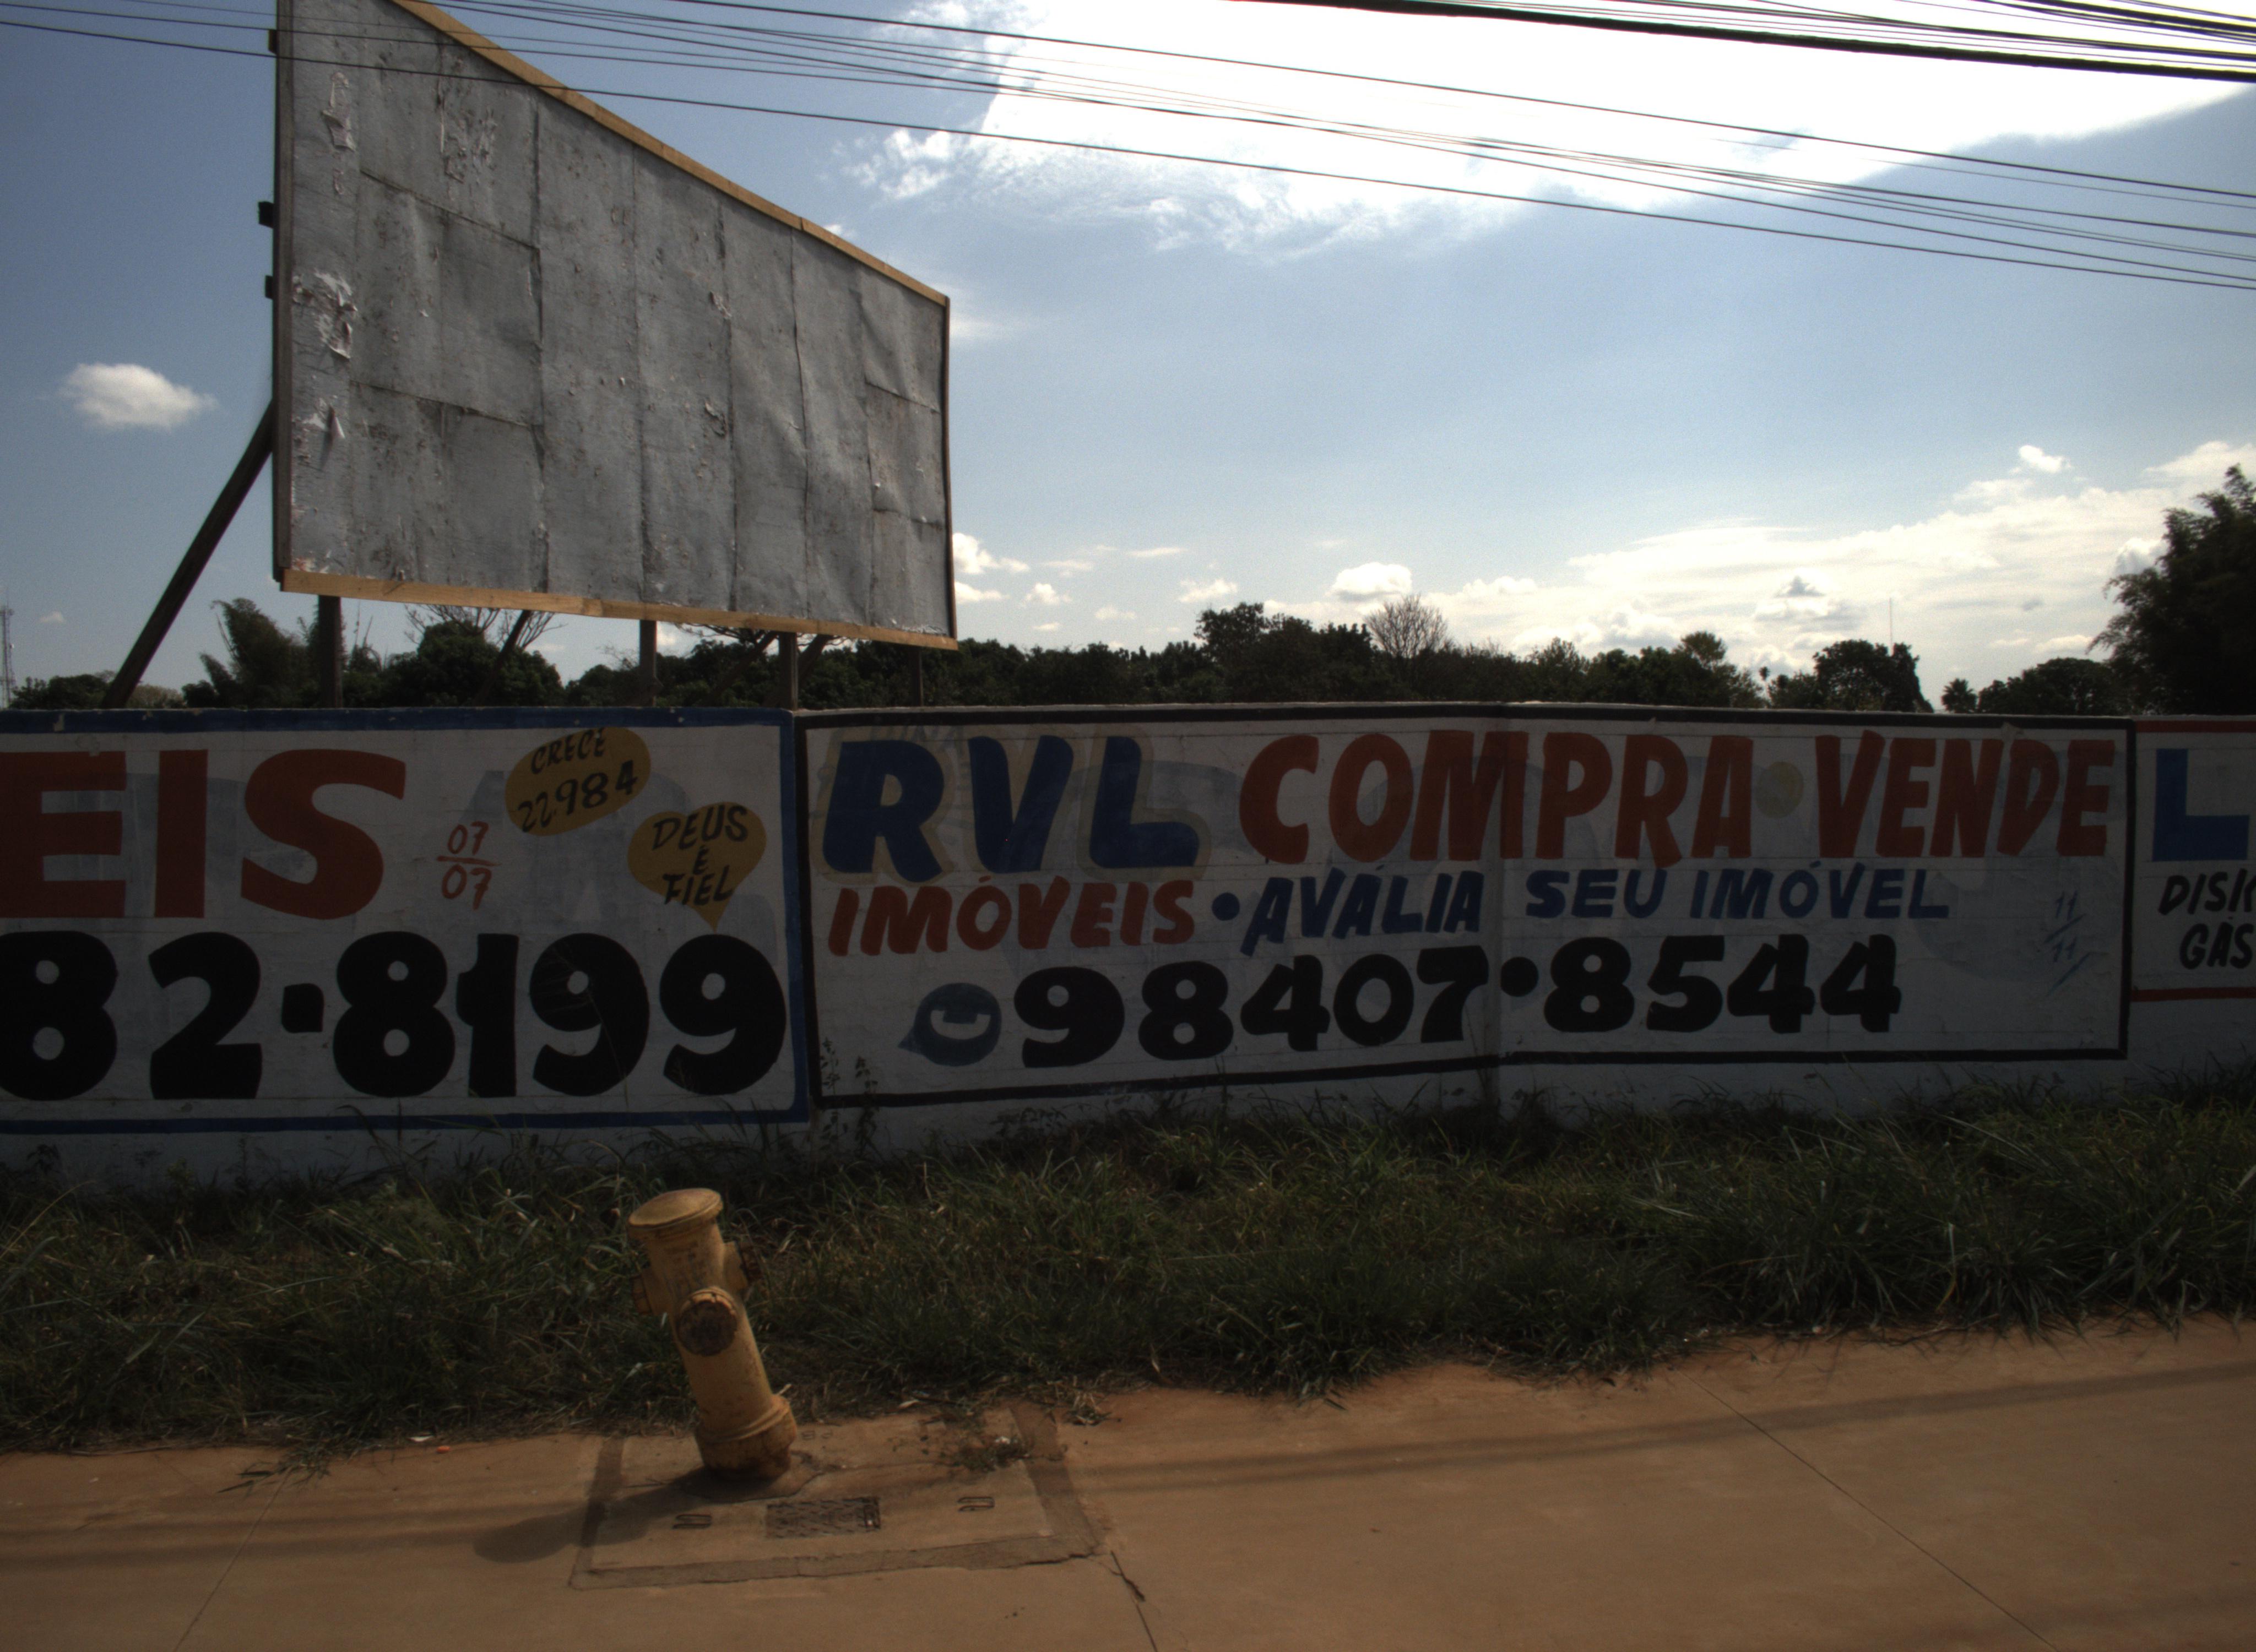 EIS
07
07
CRECI
22.984
DEUS
É
FIEL
82·8199
RVL COMPRA·VENDE
IMÓVEIS·AVÁLIA SEU IMÓVEL
98407·8544
11
11
L
DISK
GÁS